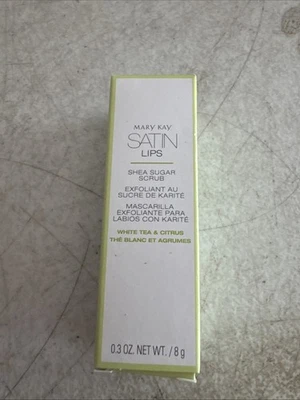 MARY KAY
SATIN
LIPS
SHEA SUGAR
SCRUB
EXFOLIANT AU
SUCRE DE KARITÉ
MASCARILLA
EXFOLIANTE PARA
LABIOS CON KARITÉ
WHITE TEA & CITRUS
THÉ BLANC ET AGRUMES
0.3 OZ. NET WT. / 8 g